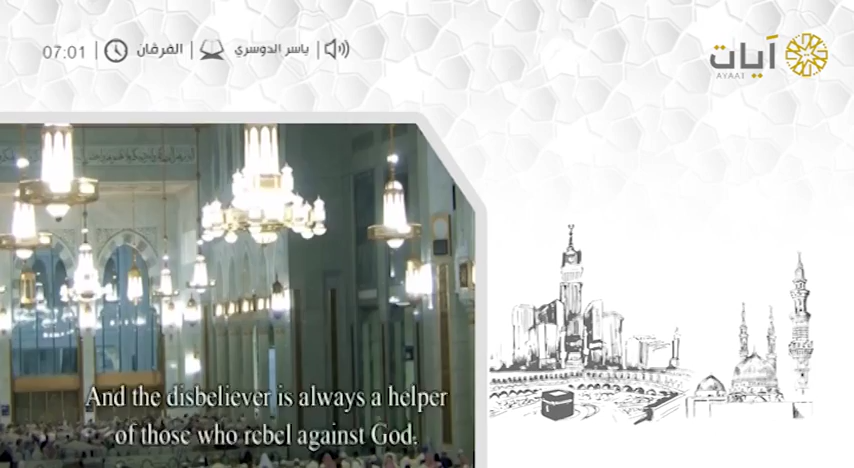 07:01 | الفرقان | ياسر الدوسري |
آيات
AYAAT
And the disbeliever is always a helper
of those who rebel against God.